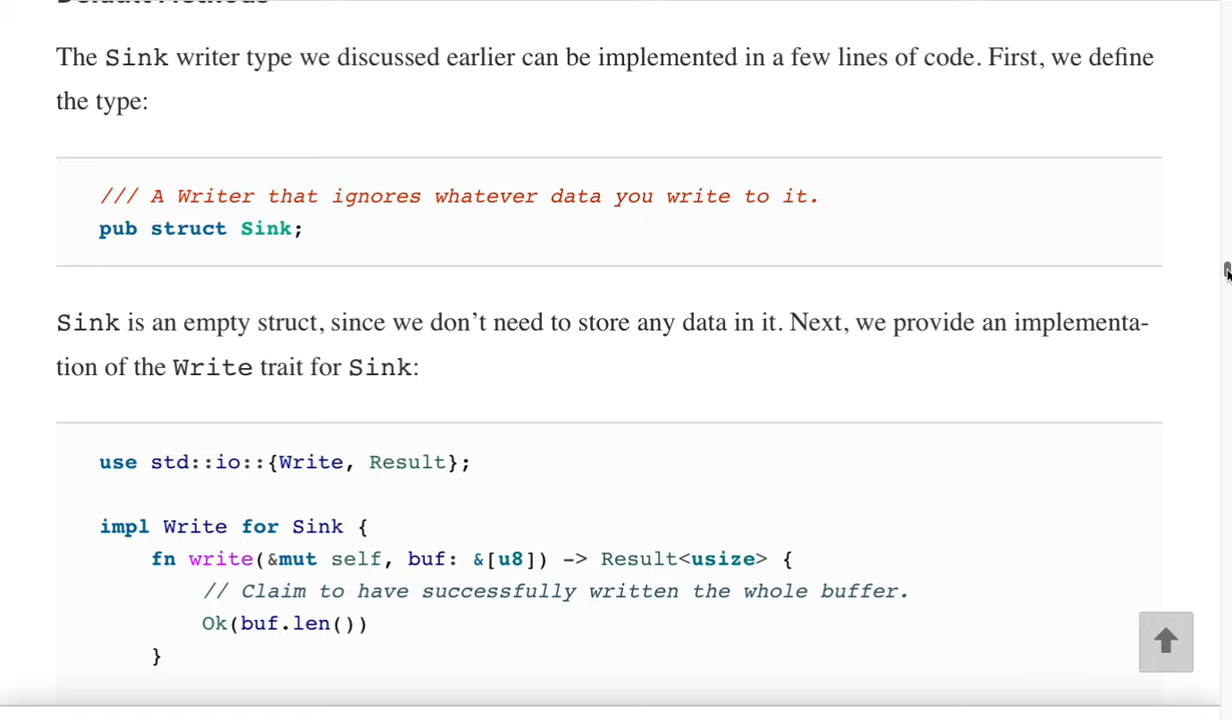 Default Methods
The Sink writer type we discussed earlier can be implemented in a few lines of code. First, we define
the type:
/// A Writer that ignores whatever data you write to it.
pub struct Sink;
Sink is an empty struct, since we don’t need to store any data in it. Next, we provide an implementa-
tion of the Write trait for Sink:
use std::io::{Write, Result};
impl Write for Sink {
fn write(&mut self, buf: &[u8]) -> Result<usize> {
// Claim to have successfully written the whole buffer.
Ok(buf.len())
}